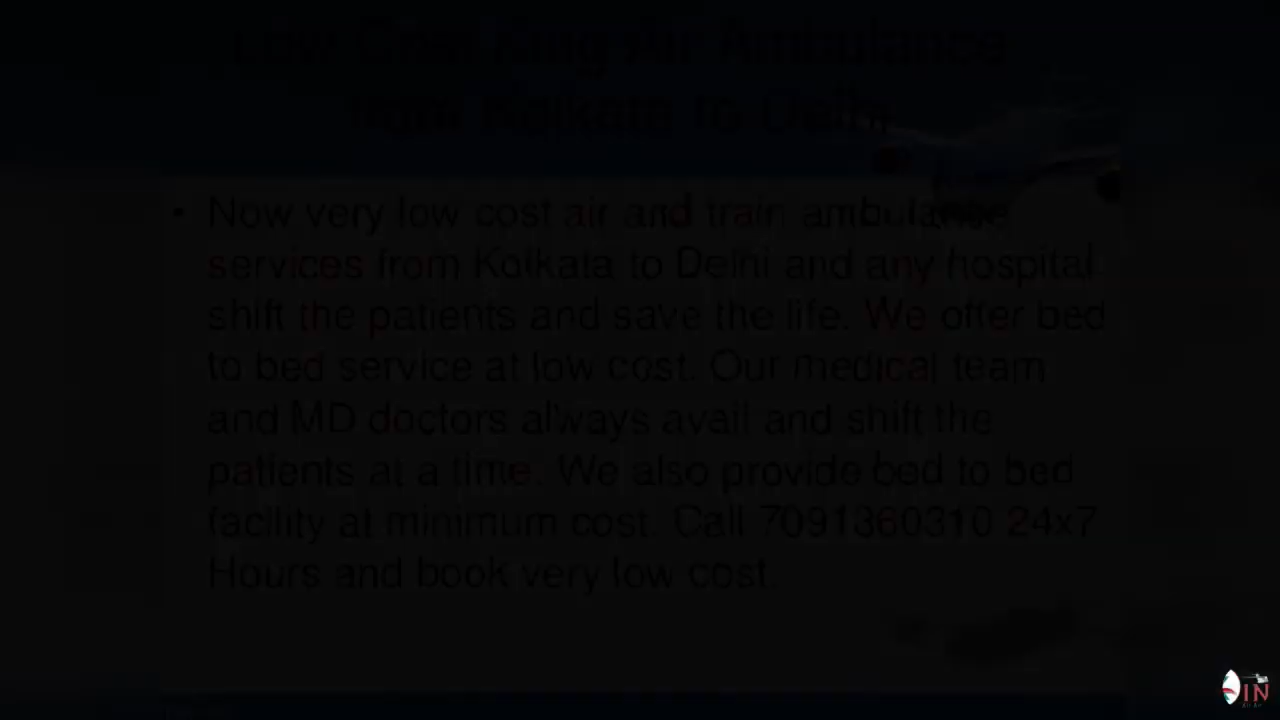 Low Cost King Air Ambulance
from Kolkata to Delhi
• Now very low cost air and train ambulance
services from Kolkata to Delhi and any hospital
shift the patients and save the life. We offer bed
to bed service at low cost. Our medical team
and MD doctors always avail and shift the
patients at a time. We also provide bed to bed
facility at minimum cost. Call 7091360310 24x7
Hours and book very low cost.
IN